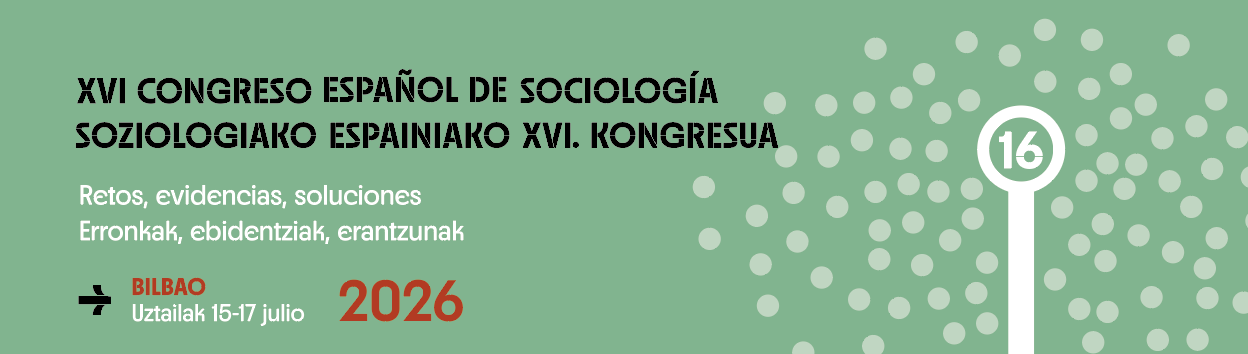 XVI CONGRESO ESPAÑOL DE SOCIOLOGÍA
SOZIOLOGIAKO ESPAINIAKO XVI. KONGRESUA
Retos, evidencias, soluciones
Erronkak, ebidentziak, erantzunak
BILBAO
Uztailak 15-17 julio
2026
16